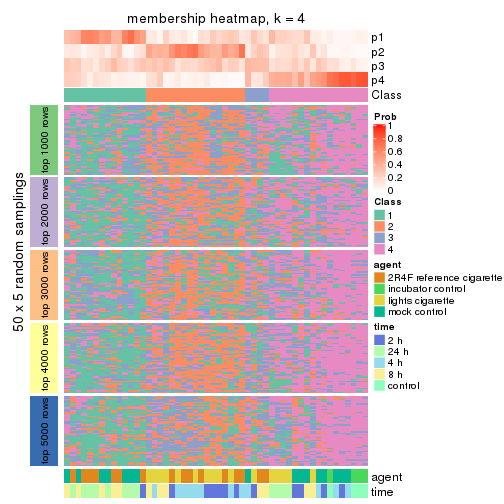 membership heatmap, k = 4
p1
p2
p3
p4
Class
50 x 5 random samplings
top 1000 rows
top 2000 rows
top 3000 rows
top 4000 rows
top 5000 rows
Prob
1
0.8
0.6
0.4
0.2
0
Class
1
2
3
4
agent
2R4F reference cigarette
incubator control
lights cigarette
mock control
time
2 h
24 h
4 h
8 h
control
agent
time